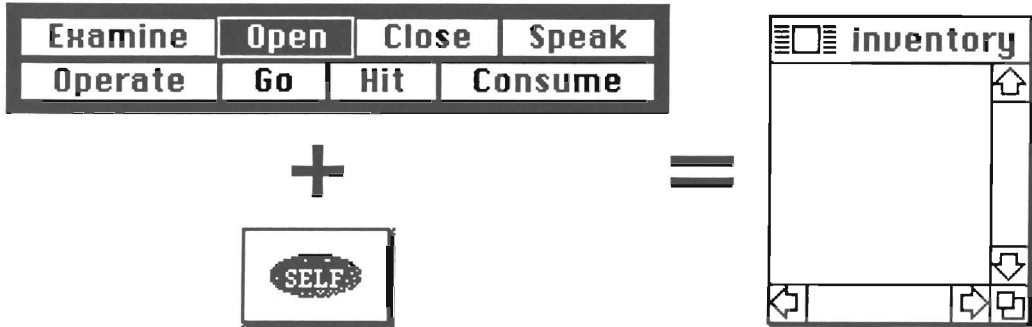 Examine Open Close Speak
Operate Go Hit Consume
inventory
+
=
SELF